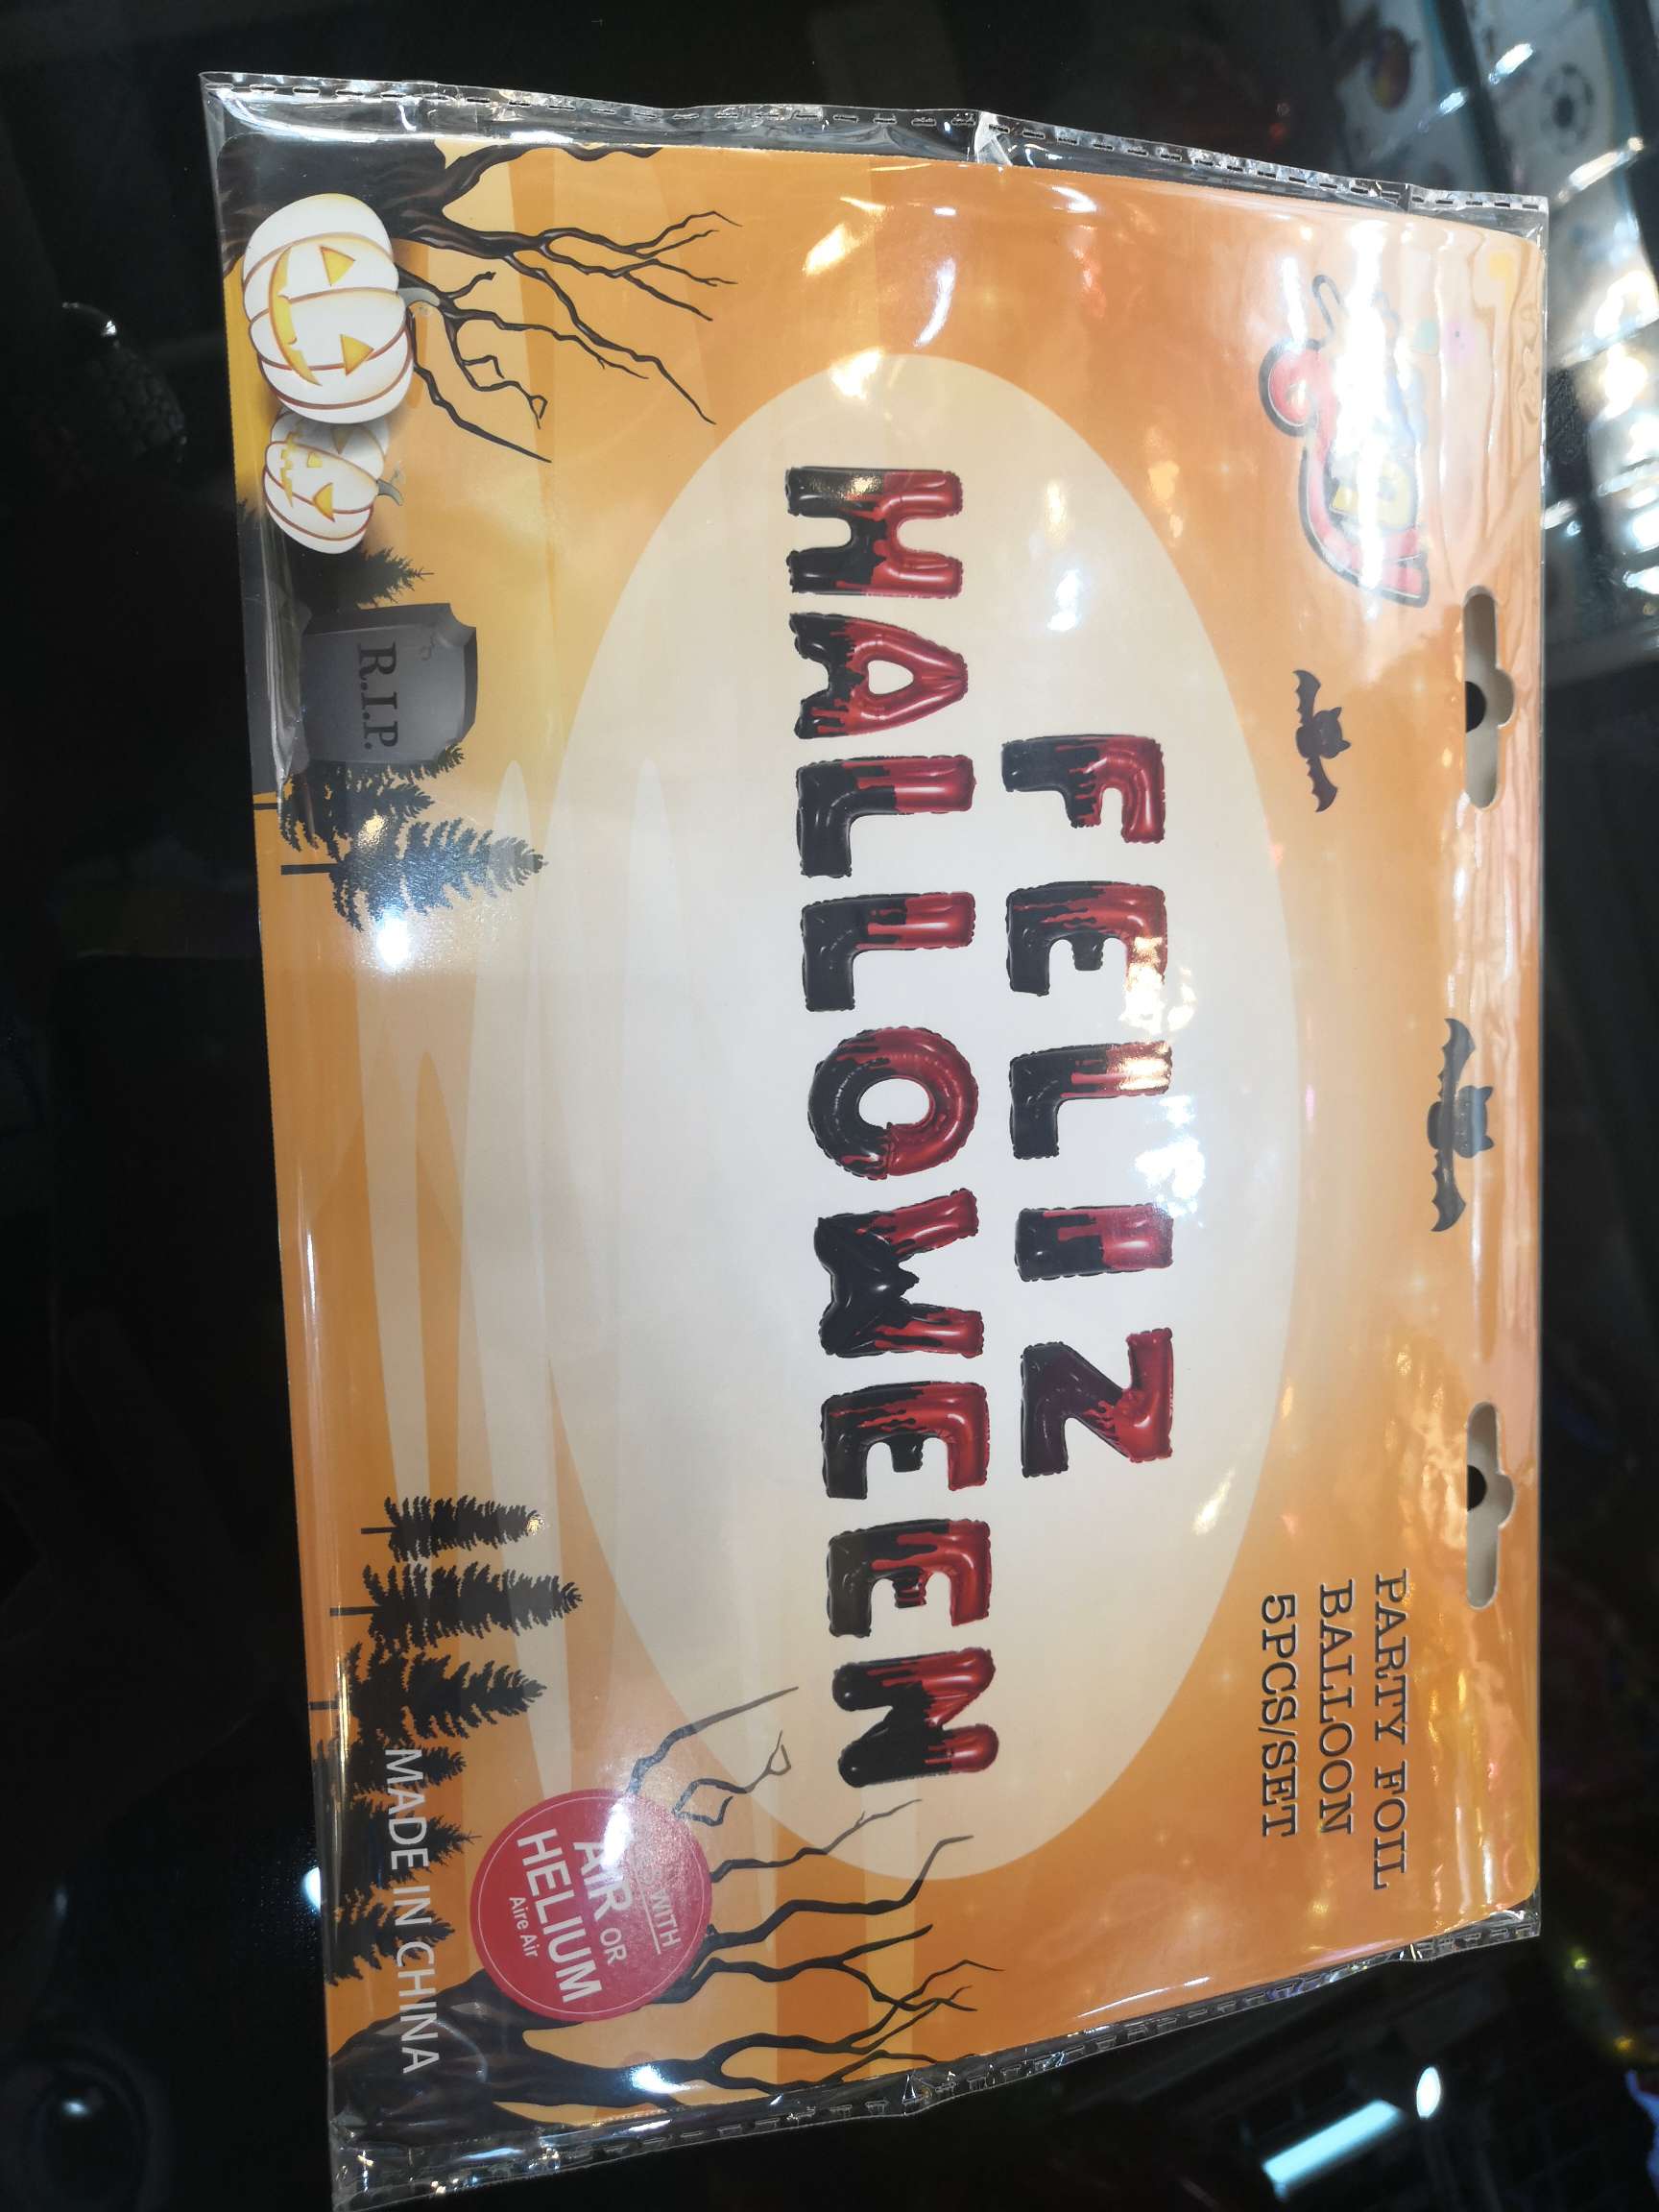 PARTY FOIL
BALLOON
5PCS/SET
FELIZ
HALLOWEEN
R.I.P.
WITH
AIR OR
HELIUM
Aire Air
MADE IN CHINA